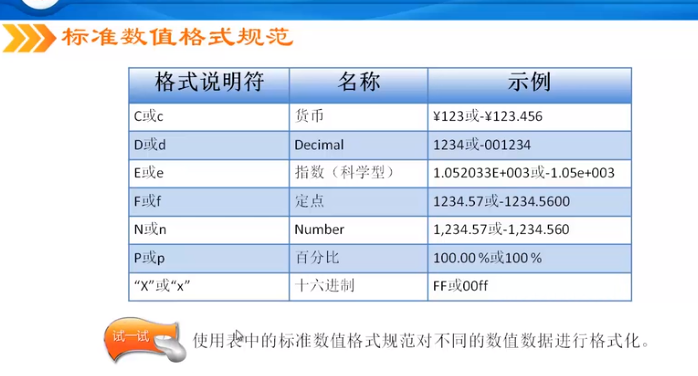 标准数值格式规范
格式说明符 名称 示例
C或c 货币 ¥123或-¥123.456
D或d Decimal 1234或-001234
E或e 指数（科学型） 1.052033E+003或-1.05e+003
F或f 定点 1234.57或-1234.5600
N或n Number 1,234.57或-1,234.560
P或p 百分比 100.00％或100％
“X”或“x” 十六进制 FF或00ff
试一试 使用表中的标准数值格式规范对不同的数值数据进行格式化。